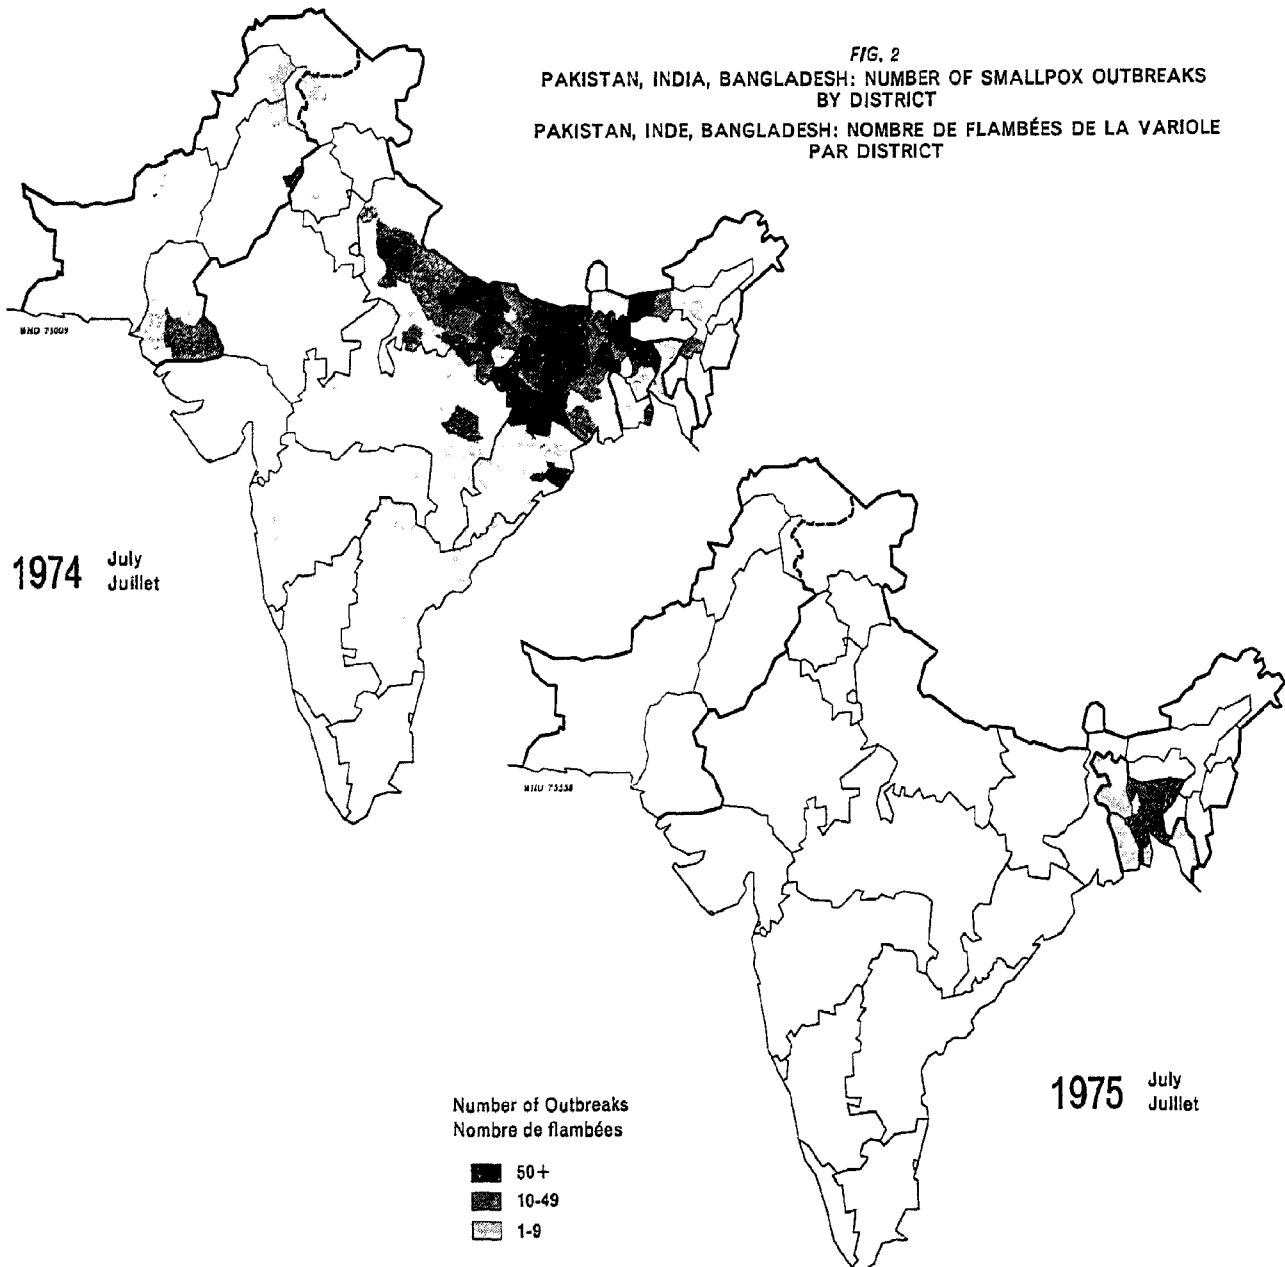 FIG. 2
PAKISTAN, INDIA, BANGLADESH: NUMBER OF SMALLPOX OUTBREAKS
BY DISTRICT
PAKISTAN, INDE, BANGLADESH: NOMBRE DE FLAMBÉES DE LA VARIOLE
PAR DISTRICT
1974 July
Juillet
1975 July
Juillet
Number of Outbreaks
Nombre de flambées
50+
10-49
1-9